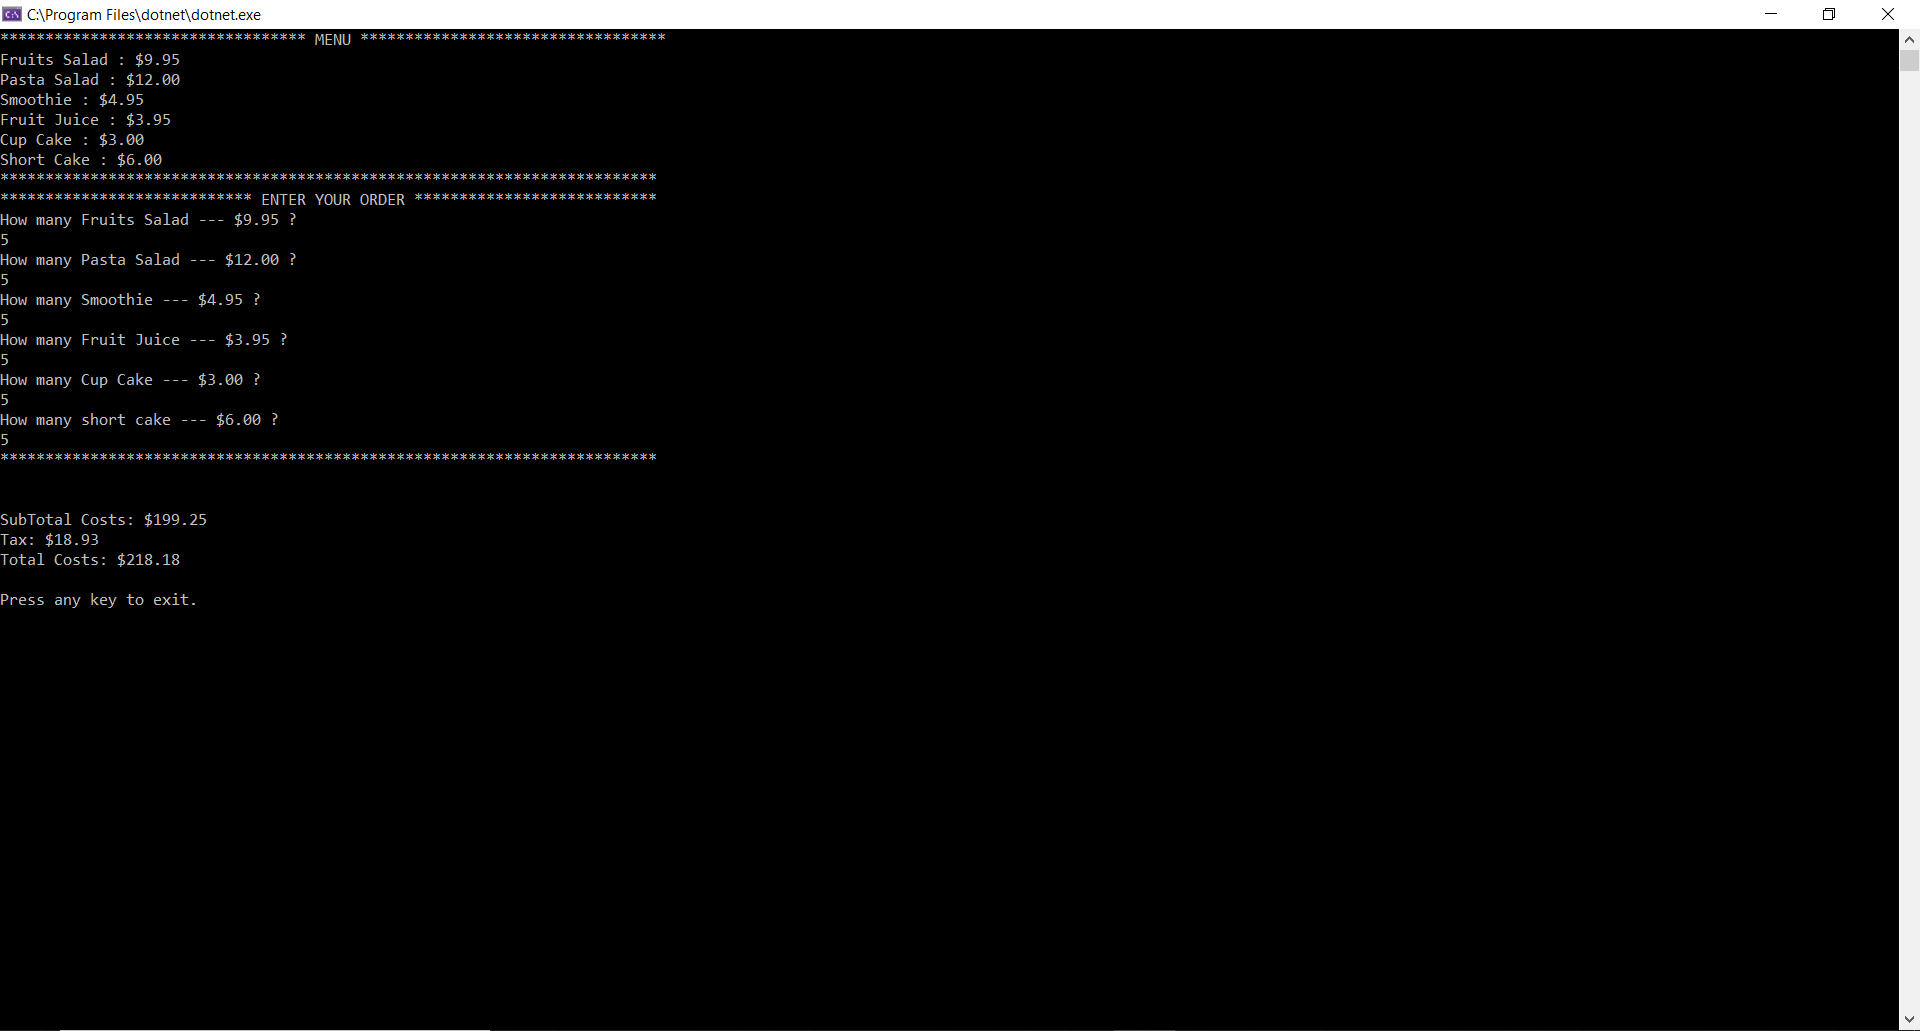 C:\Program Files\dotnet\dotnet.exe
********************************** MENU **********************************
Fruits Salad : $9.95
Pasta Salad : $12.00
Smoothie : $4.95
Fruit Juice : $3.95
Cup Cake : $3.00
Short Cake : $6.00
*************************************************************************
**************************** ENTER YOUR ORDER ***************************
How many Fruits Salad --- $9.95 ?
5
How many Pasta Salad --- $12.00 ?
5
How many Smoothie --- $4.95 ?
5
How many Fruit Juice --- $3.95 ?
5
How many Cup Cake --- $3.00 ?
5
How many short cake --- $6.00 ?
5
*************************************************************************
SubTotal Costs: $199.25
Tax: $18.93
Total Costs: $218.18
Press any key to exit.